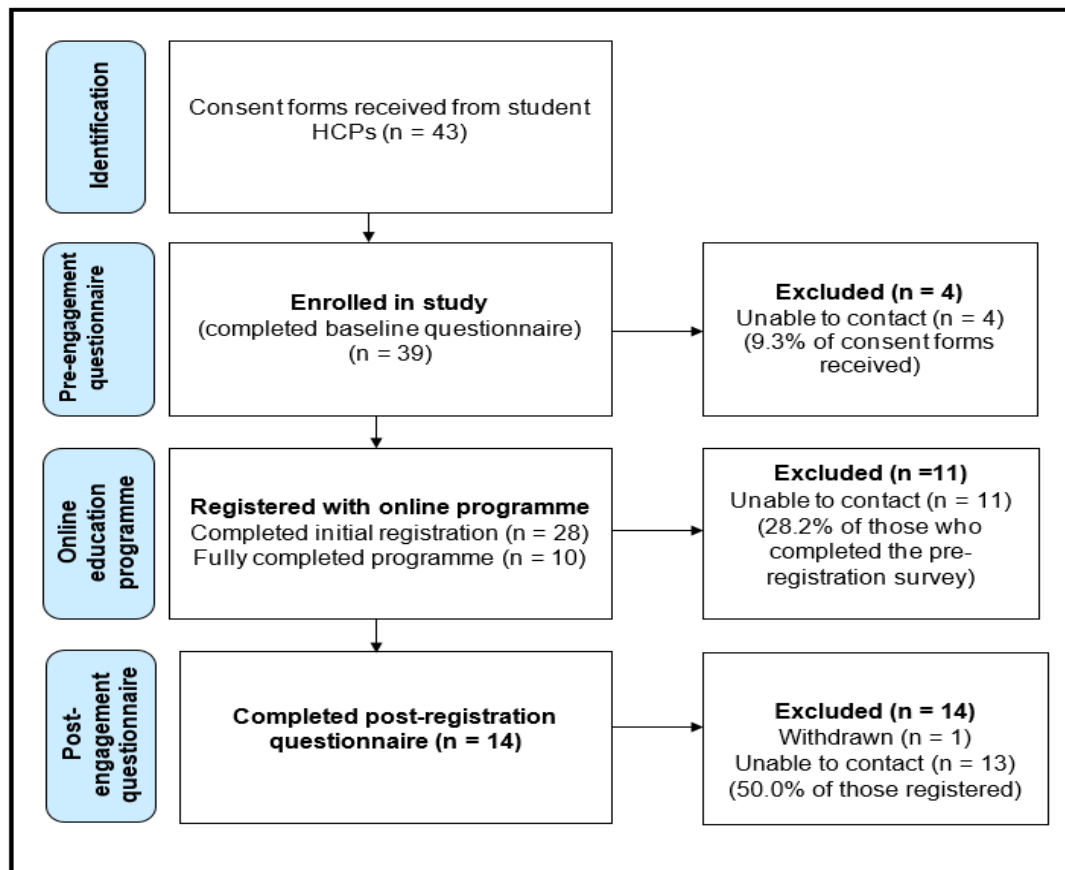 Identification
Consent forms received from student
HCPs (n = 43)
Pre-engagement
questionnaire
Enrolled in study
(completed baseline questionnaire)
(n = 39)
Excluded (n = 4)
Unable to contact (n = 4)
(9.3% of consent forms
received)
Online
education
programme
Registered with online programme
Completed initial registration (n = 28)
Fully completed programme (n = 10)
Excluded (n =11)
Unable to contact (n = 11)
(28.2% of those who
completed the pre-
registration survey)
Post-
engagement
questionnaire
Completed post-registration
questionnaire (n = 14)
Excluded (n = 14)
Withdrawn (n = 1)
Unable to contact (n = 13)
(50.0% of those registered)